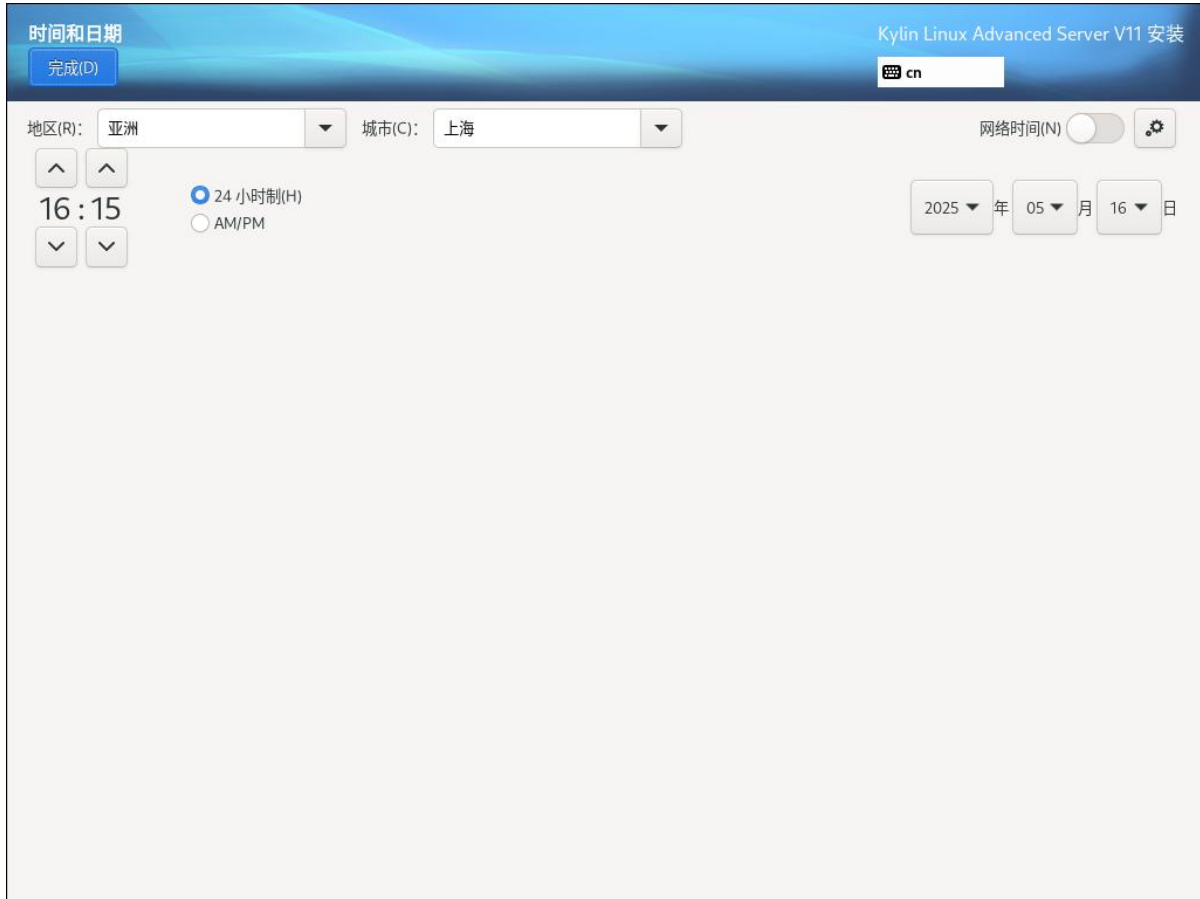 时间和日期
Kylin Linux Advanced Server V11 安装
完成(D)
cn
地区(R): 亚洲 城市(C): 上海 网络时间(N)
16 : 15
24 小时制(H)
AM/PM
2025 年 05 月 16 日